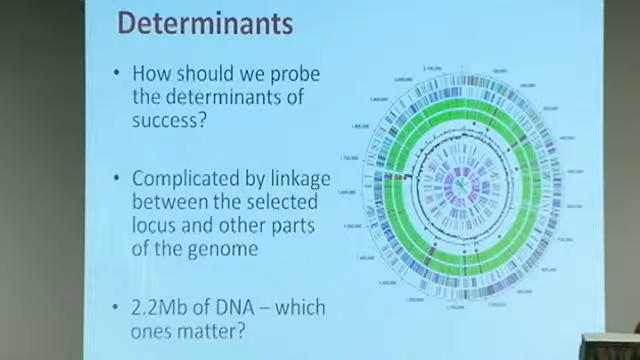 Determinants
• How should we probe
the determinants of
success?
• Complicated by linkage
between the selected
locus and other parts
of the genome
• 2.2Mb of DNA – which
ones matter?